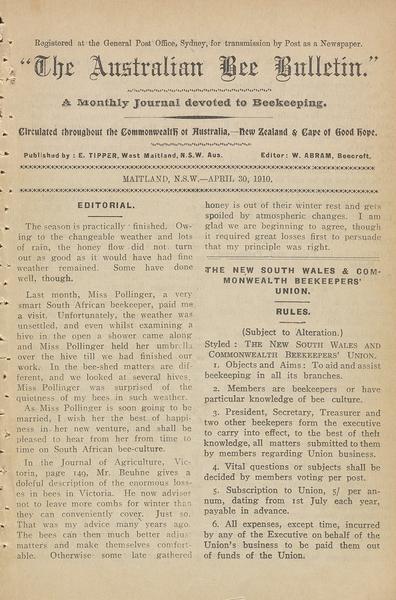 Registered at the General Post Office, Sydney, for transmission by Post as a Newspaper.
"The Australian Bee Bulletin."
A Monthly Journal devoted to Beekeeping.
Circulated throughout the Commonwealth of Australia,—New Zealand & Cape of Good Hope.
Published by : E. TIPPER, West Maitland, N.S.W. Aus. Editor: W. ABRAM, Beecroft.
MAITLAND, N.S.W.—APRIL 30, 1910.
EDITORIAL.
The season is practically finished. Ow-
ing to the changeable weather and lots
of rain, the honey flow did not turn
out as good as it would have had fine
weather remained. Some have done
well, though.
Last month, Miss Pollinger, a very
smart South African beekeeper, paid me
a visit. Unfortunately, the weather was
unsettled, and even whilst examining a
hive in the open a shower came along
and Miss Pollinger held her umbrella
over the hive till we had finished our
work. In the bee-shed matters are dif-
ferent, and we looked at several hives.
Miss Pollinger was surprised of the
quietness of my bees in such weather.
As Miss Pollinger is soon going to be
married, I wish her the best of happi-
ness in her new venture, and shall be
pleased to hear from her from time to
time on South African bee-culture.
In the Journal of Agriculture, Vic-
toria, page 149, Mr. Beuhne gives a
doleful description of the enormous loss-
es in bees in Victoria. He now advises
not to leave more combs for winter than
they can conveniently cover. Just so.
That was my advice many years ago.
The bees can then much better adjust
matters and make themselves comfort-
able. Otherwise some late gathered
honey is out of their winter rest and gets
spoiled by atmospheric changes. I am
glad we are beginning to agree, though
it required great losses first to persuade
that my principle was right.
THE NEW SOUTH WALES & COM-
MONWEALTH BEEKEEPERS'
UNION.
RULES.
(Subject to Alteration.)
Styled : THE NEW SOUTH WALES AND
COMMONWEALTH BEEKEEPERS' UNION.
1. Objects and Aims : To aid and assist
beekeeping in all its branches.
2. Members are beekeepers or have
particular knowledge of bee culture.
3. President, Secretary, Treasurer and
two other beekepers form the executive
to carry into effect, to the best of their
knowledge, all matters submitted to them
by members regarding Union business.
4. Vital questions or subjects shall be
decided by members voting per post.
5. Subscription to Union, 5/ per an-
num, dating from 1st July each year,
payable in advance.
6. All expenses, except time, incurred
by any of the Executive on behalf of the
Union's business to be paid them out
of funds of the Union.